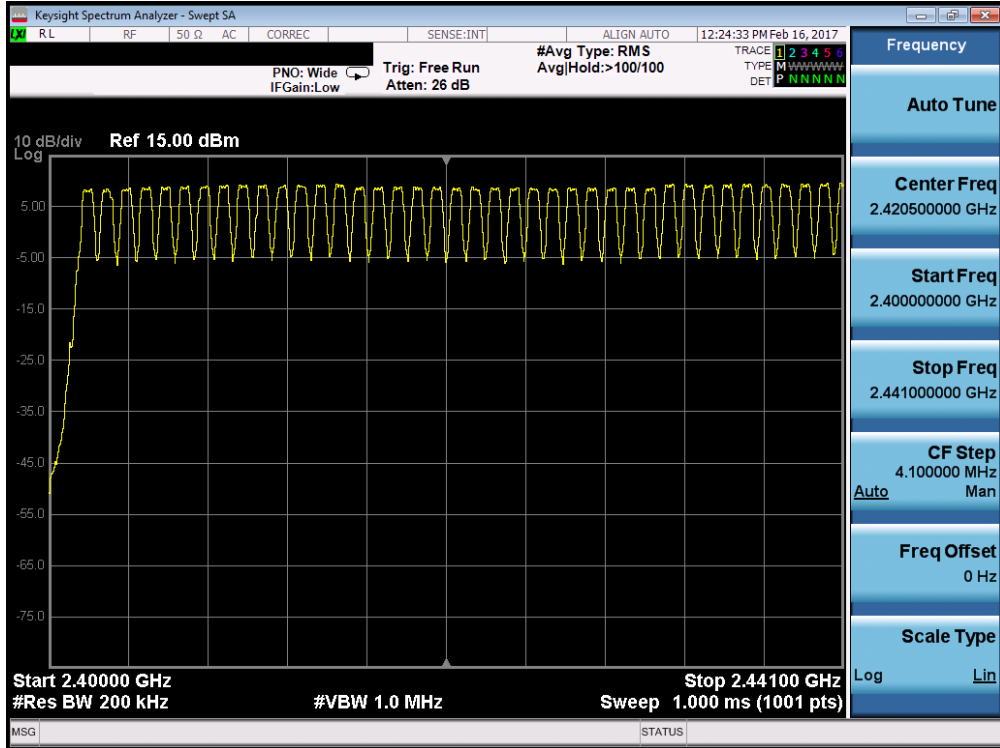 Keysight Spectrum Analyzer - Swept SA
LXI RL RF 50 Ω AC CORREC SENSE:INT ALIGN AUTO 12:24:33 PM Feb 16, 2017
PNO: Wide Trig: Free Run #Avg Type: RMS TRACE 1 2 3 4 5 6
IFGain:Low Atten: 26 dB Avg|Hold:>100/100 TYPE M WWWWW
DET P N N N N N
10 dB/div Ref 15.00 dBm
Log
5.00
-5.00
-15.0
-25.0
-35.0
-45.0
-55.0
-65.0
-75.0
Start 2.40000 GHz Stop 2.44100 GHz
#Res BW 200 kHz #VBW 1.0 MHz Sweep 1.000 ms (1001 pts)
MSG STATUS
Frequency
Auto Tune
Center Freq
2.420500000 GHz
Start Freq
2.400000000 GHz
Stop Freq
2.441000000 GHz
CF Step
4.100000 MHz
Auto Man
Freq Offset
0 Hz
Scale Type
Log Lin